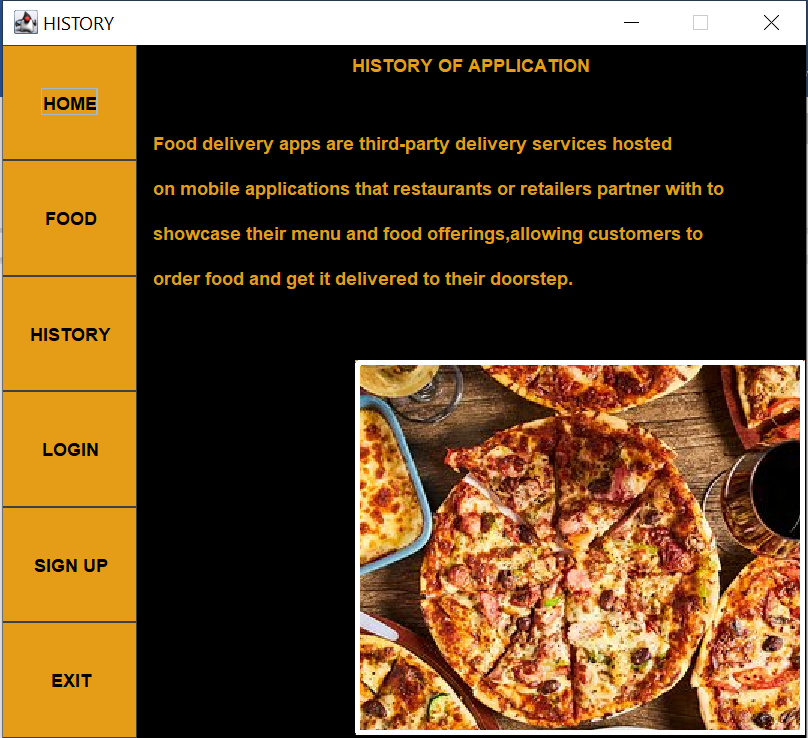 HISTORY
HOME
FOOD
HISTORY
LOGIN
SIGN UP
EXIT
HISTORY OF APPLICATION
Food delivery apps are third-party delivery services hosted
on mobile applications that restaurants or retailers partner with to
showcase their menu and food offerings,allowing customers to
order food and get it delivered to their doorstep.